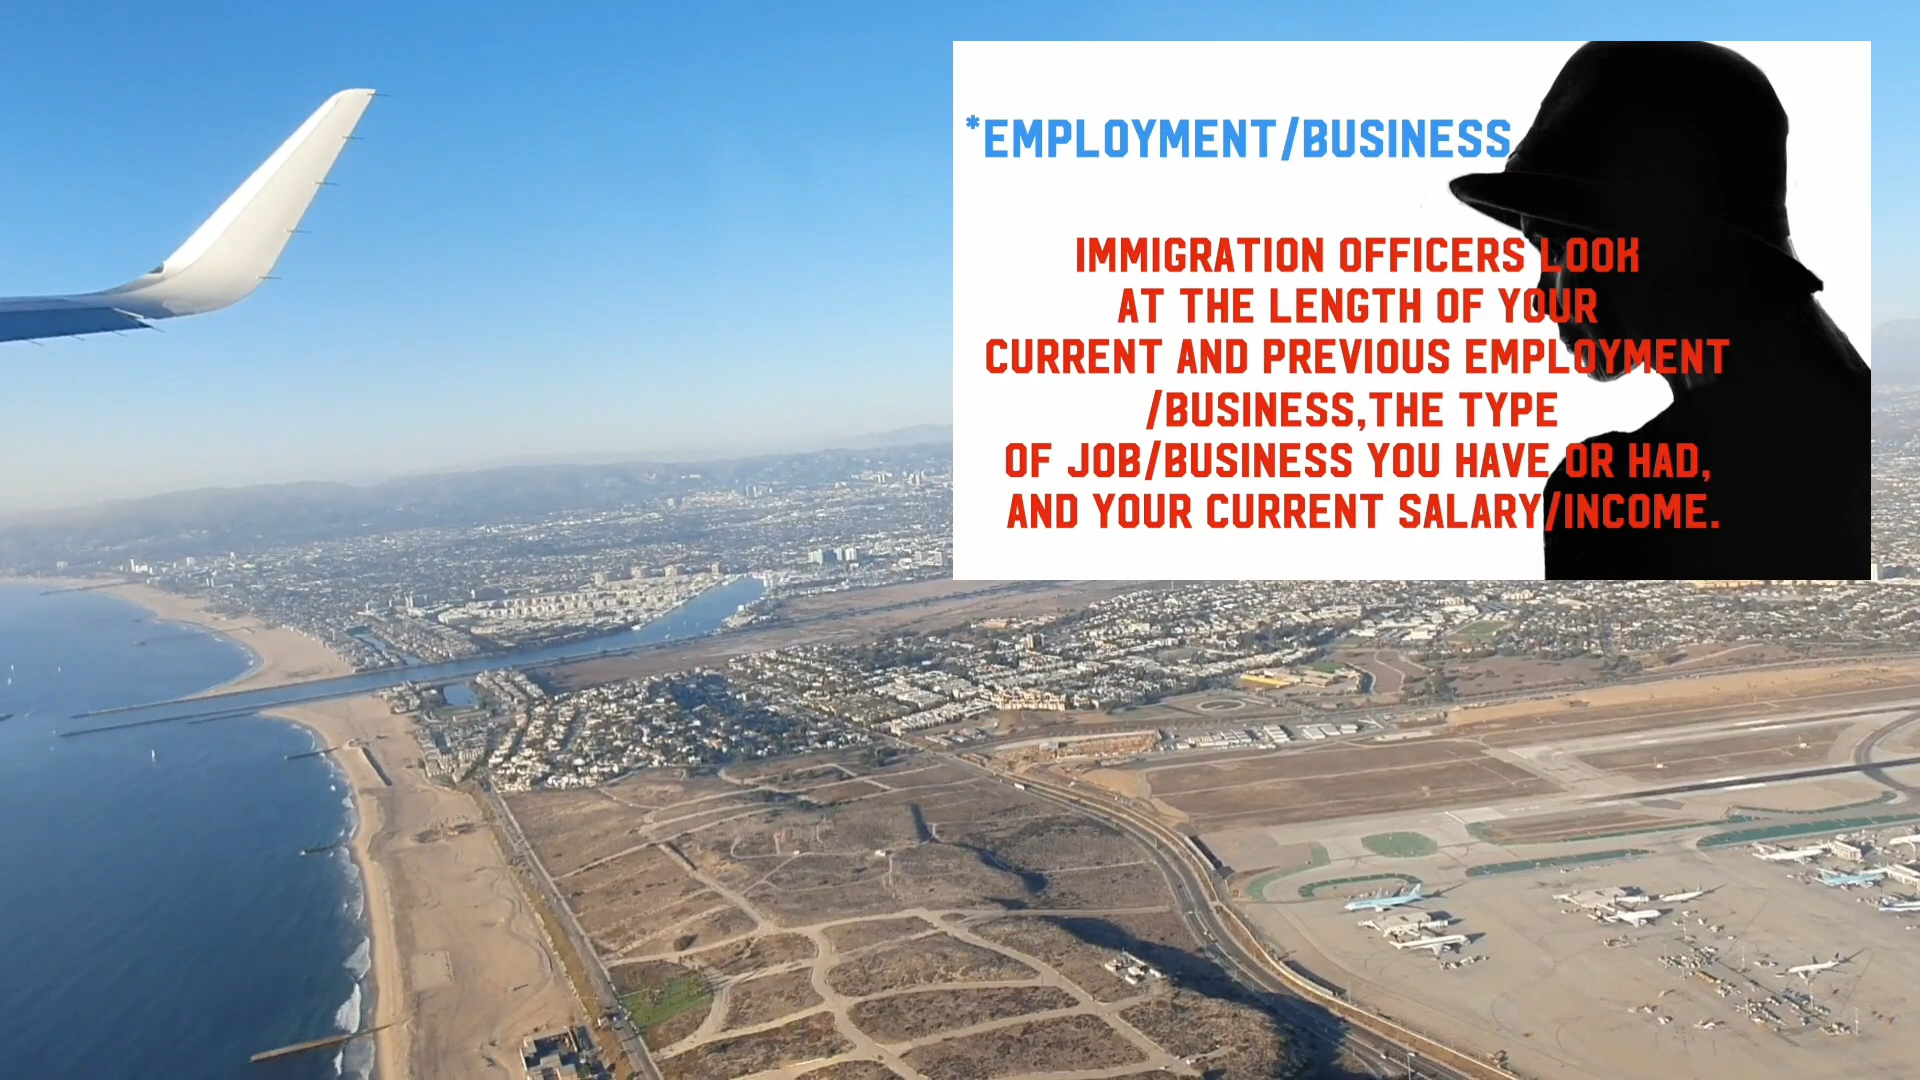 *EMPLOYMENT/BUSINESS
IMMIGRATION OFFICERS LOOK
AT THE LENGTH OF YOUR
CURRENT AND PREVIOUS EMPLOYMENT
/BUSINESS,THE TYPE
OF JOB/BUSINESS YOU HAVE OR HAD,
AND YOUR CURRENT SALARY/INCOME.